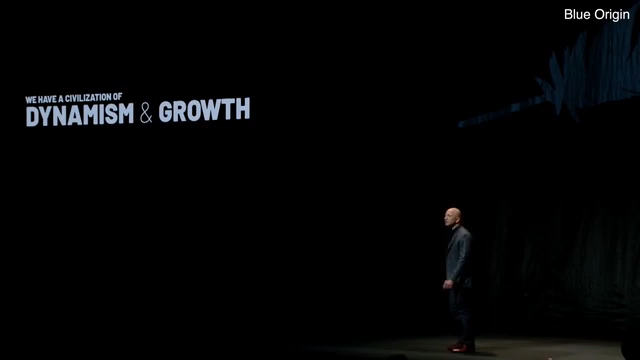 Blue Origin
WE HAVE A CIVILIZATION OF
DYNAMISM & GROWTH